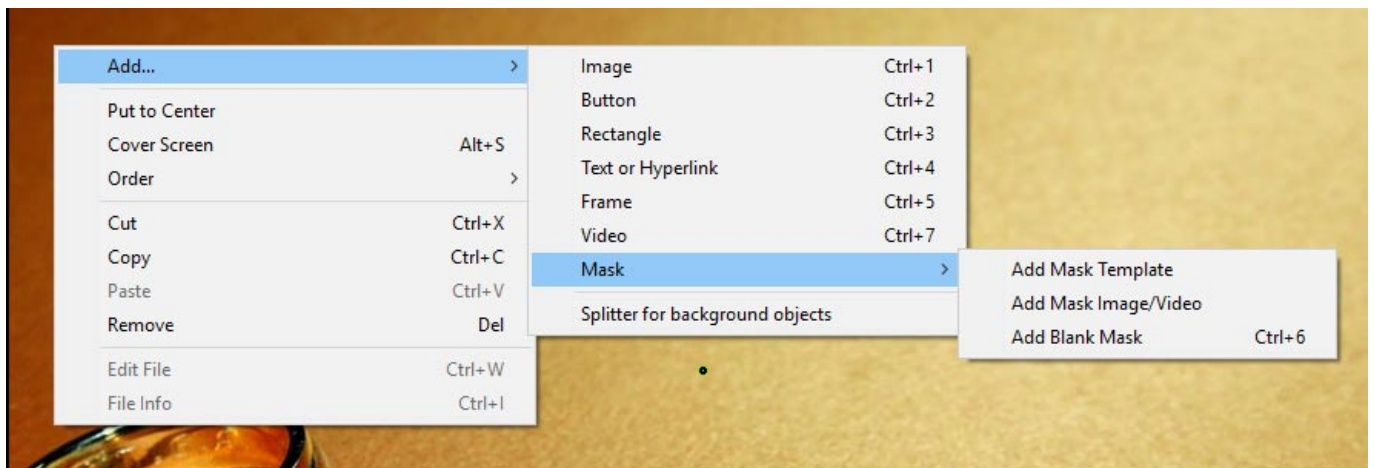 Add...
Put to Center
Cover Screen Alt+S
Order
Cut Ctrl+X
Copy Ctrl+C
Paste Ctrl+V
Remove Del
Edit File Ctrl+W
File Info Ctrl+I
Image Ctrl+1
Button Ctrl+2
Rectangle Ctrl+3
Text or Hyperlink Ctrl+4
Frame Ctrl+5
Video Ctrl+7
Mask
Splitter for background objects
Add Mask Template
Add Mask Image/Video
Add Blank Mask Ctrl+6